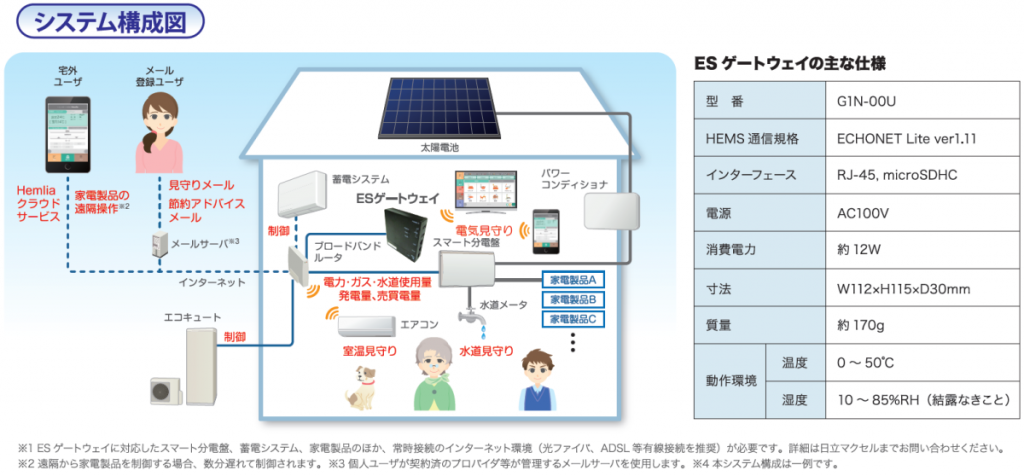 システム構成図
宅外
ユーザ
メール
登録ユーザ
Hemlia
クラウド
サービス
家電製品の
遠隔操作※2
見守りメール
節約アドバイス
メール
メールサーバ※3
インターネット
エコキュート
制御
太陽電池
蓄電システム
制御
ESゲートウェイ
ブロードバンド
ルータ
電気見守り
スマート分電盤
パワー
コンディショナ
電力・ガス・水道使用量
発電量、売買電量
家電製品A
家電製品B
家電製品C
水道メータ
エアコン
室温見守り
水道見守り
ES ゲートウェイの主な仕様
型 番 G1N-00U
HEMS 通信規格 ECHONET Lite ver1.11
インターフェース RJ-45, microSDHC
電源 AC100V
消費電力 約 12W
寸法 W112×H115×D30mm
質量 約 170g
動作環境 温度 0 ～ 50℃
湿度 10 ～ 85%RH（結露なきこと）
※1 ES ゲートウェイに対応したスマート分電盤、蓄電システム、家電製品のほか、常時接続のインターネット環境（光ファイバ、ADSL 等有線接続を推奨）が必要です。詳細は日立マクセルまでお問い合わせください。
※2 遠隔から家電製品を制御する場合、数分遅れて制御されます。※3 個人ユーザが契約済のプロバイダ等が管理するメールサーバを使用します。※4 本システム構成は一例です。